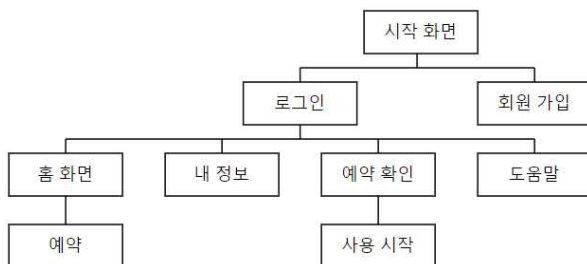 시작 화면
로그인
회원 가입
홈 화면
내 정보
예약 확인
도움말
예약
사용 시작